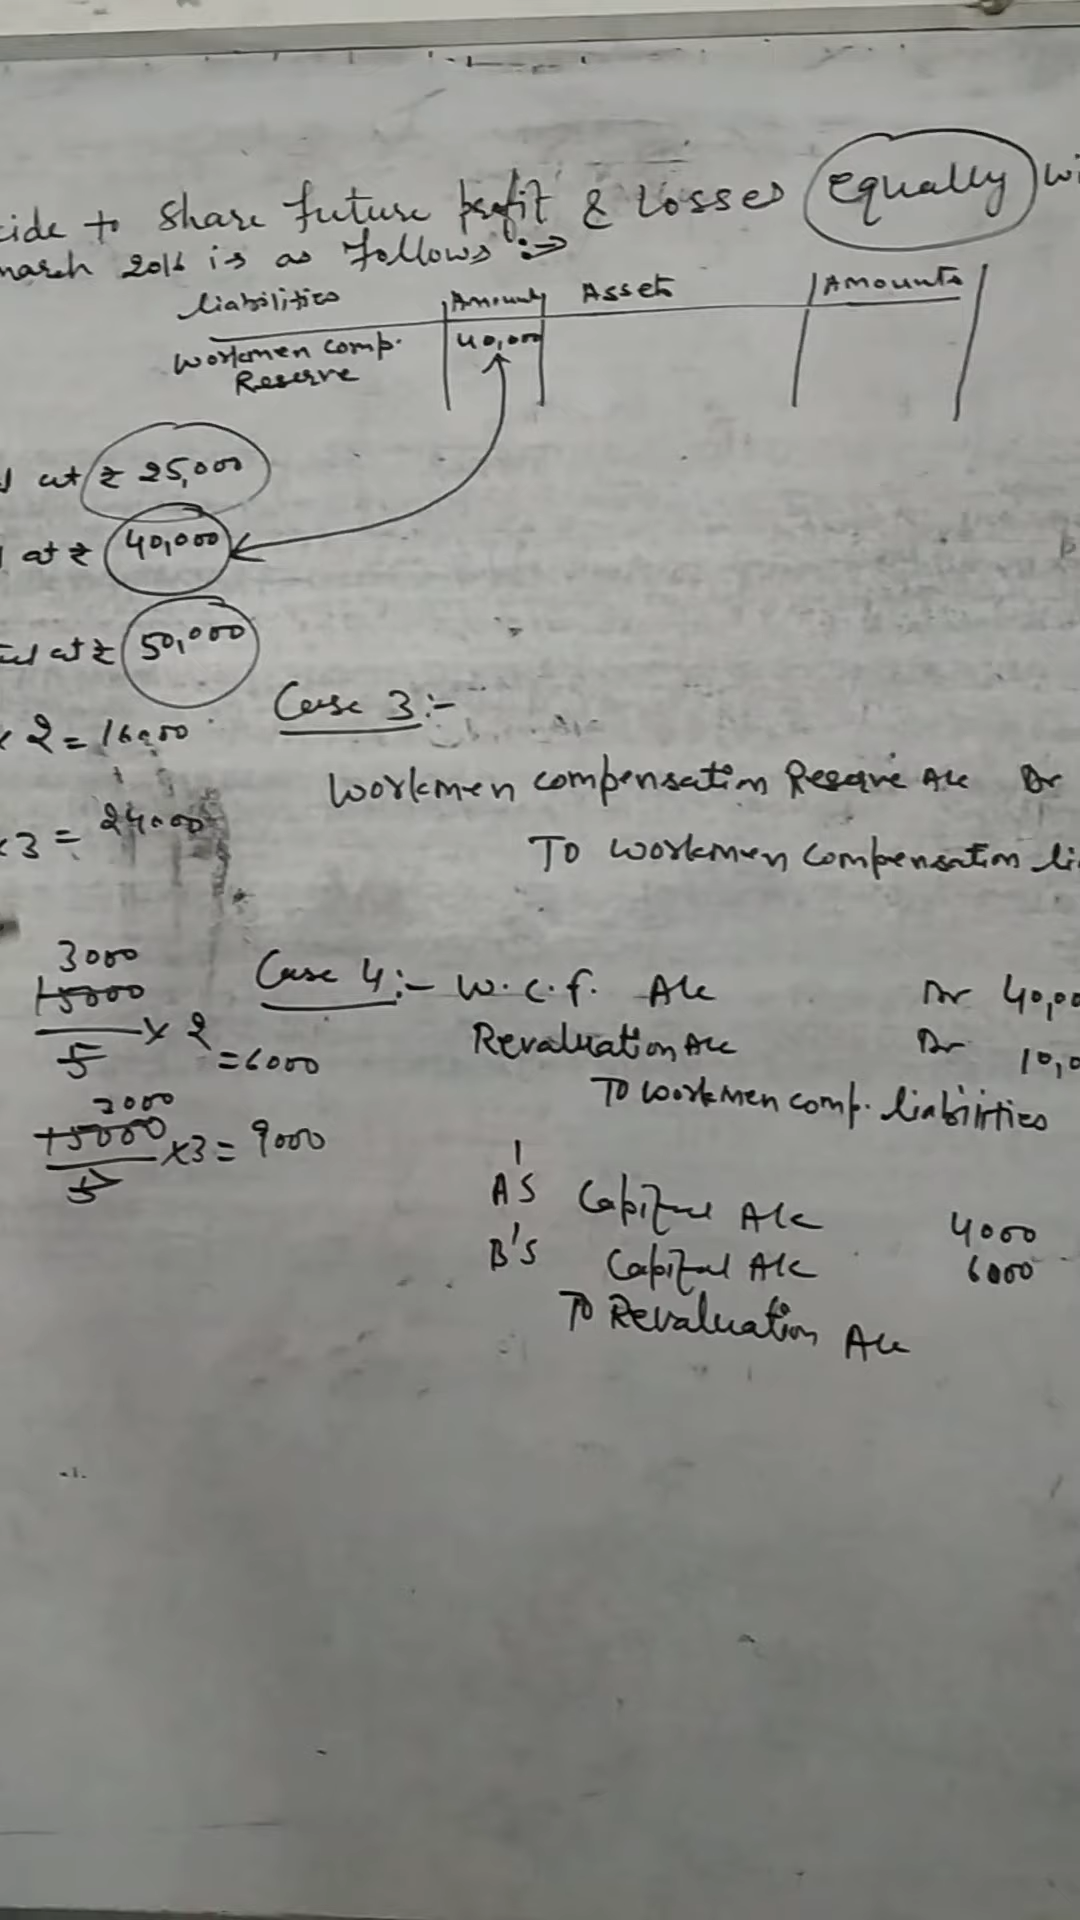 cide to share future profit & Losses equally wi
march 2016 is as follows :⇒
Liabilities Amount Assets Amounts
Workmen comp. Reserve 40,000
at ₹ 25,000
at ₹ 40,000
at ₹ 50,000
x 2 = 16000
x 3 = 24000
Case 3:-
Workmen compensation Reserve A/c Dr
To workmen compensation li
3000
15000
5
x 2
=6000
3000
15000
5
x3 = 9000
Case 4:- W.C.F. A/c Dr 40,00
Revaluation A/c Dr 10,0
To workmen comp. liabilities
A's Capital A/c 4000
B's Capital A/c 6000
To Revaluation A/c